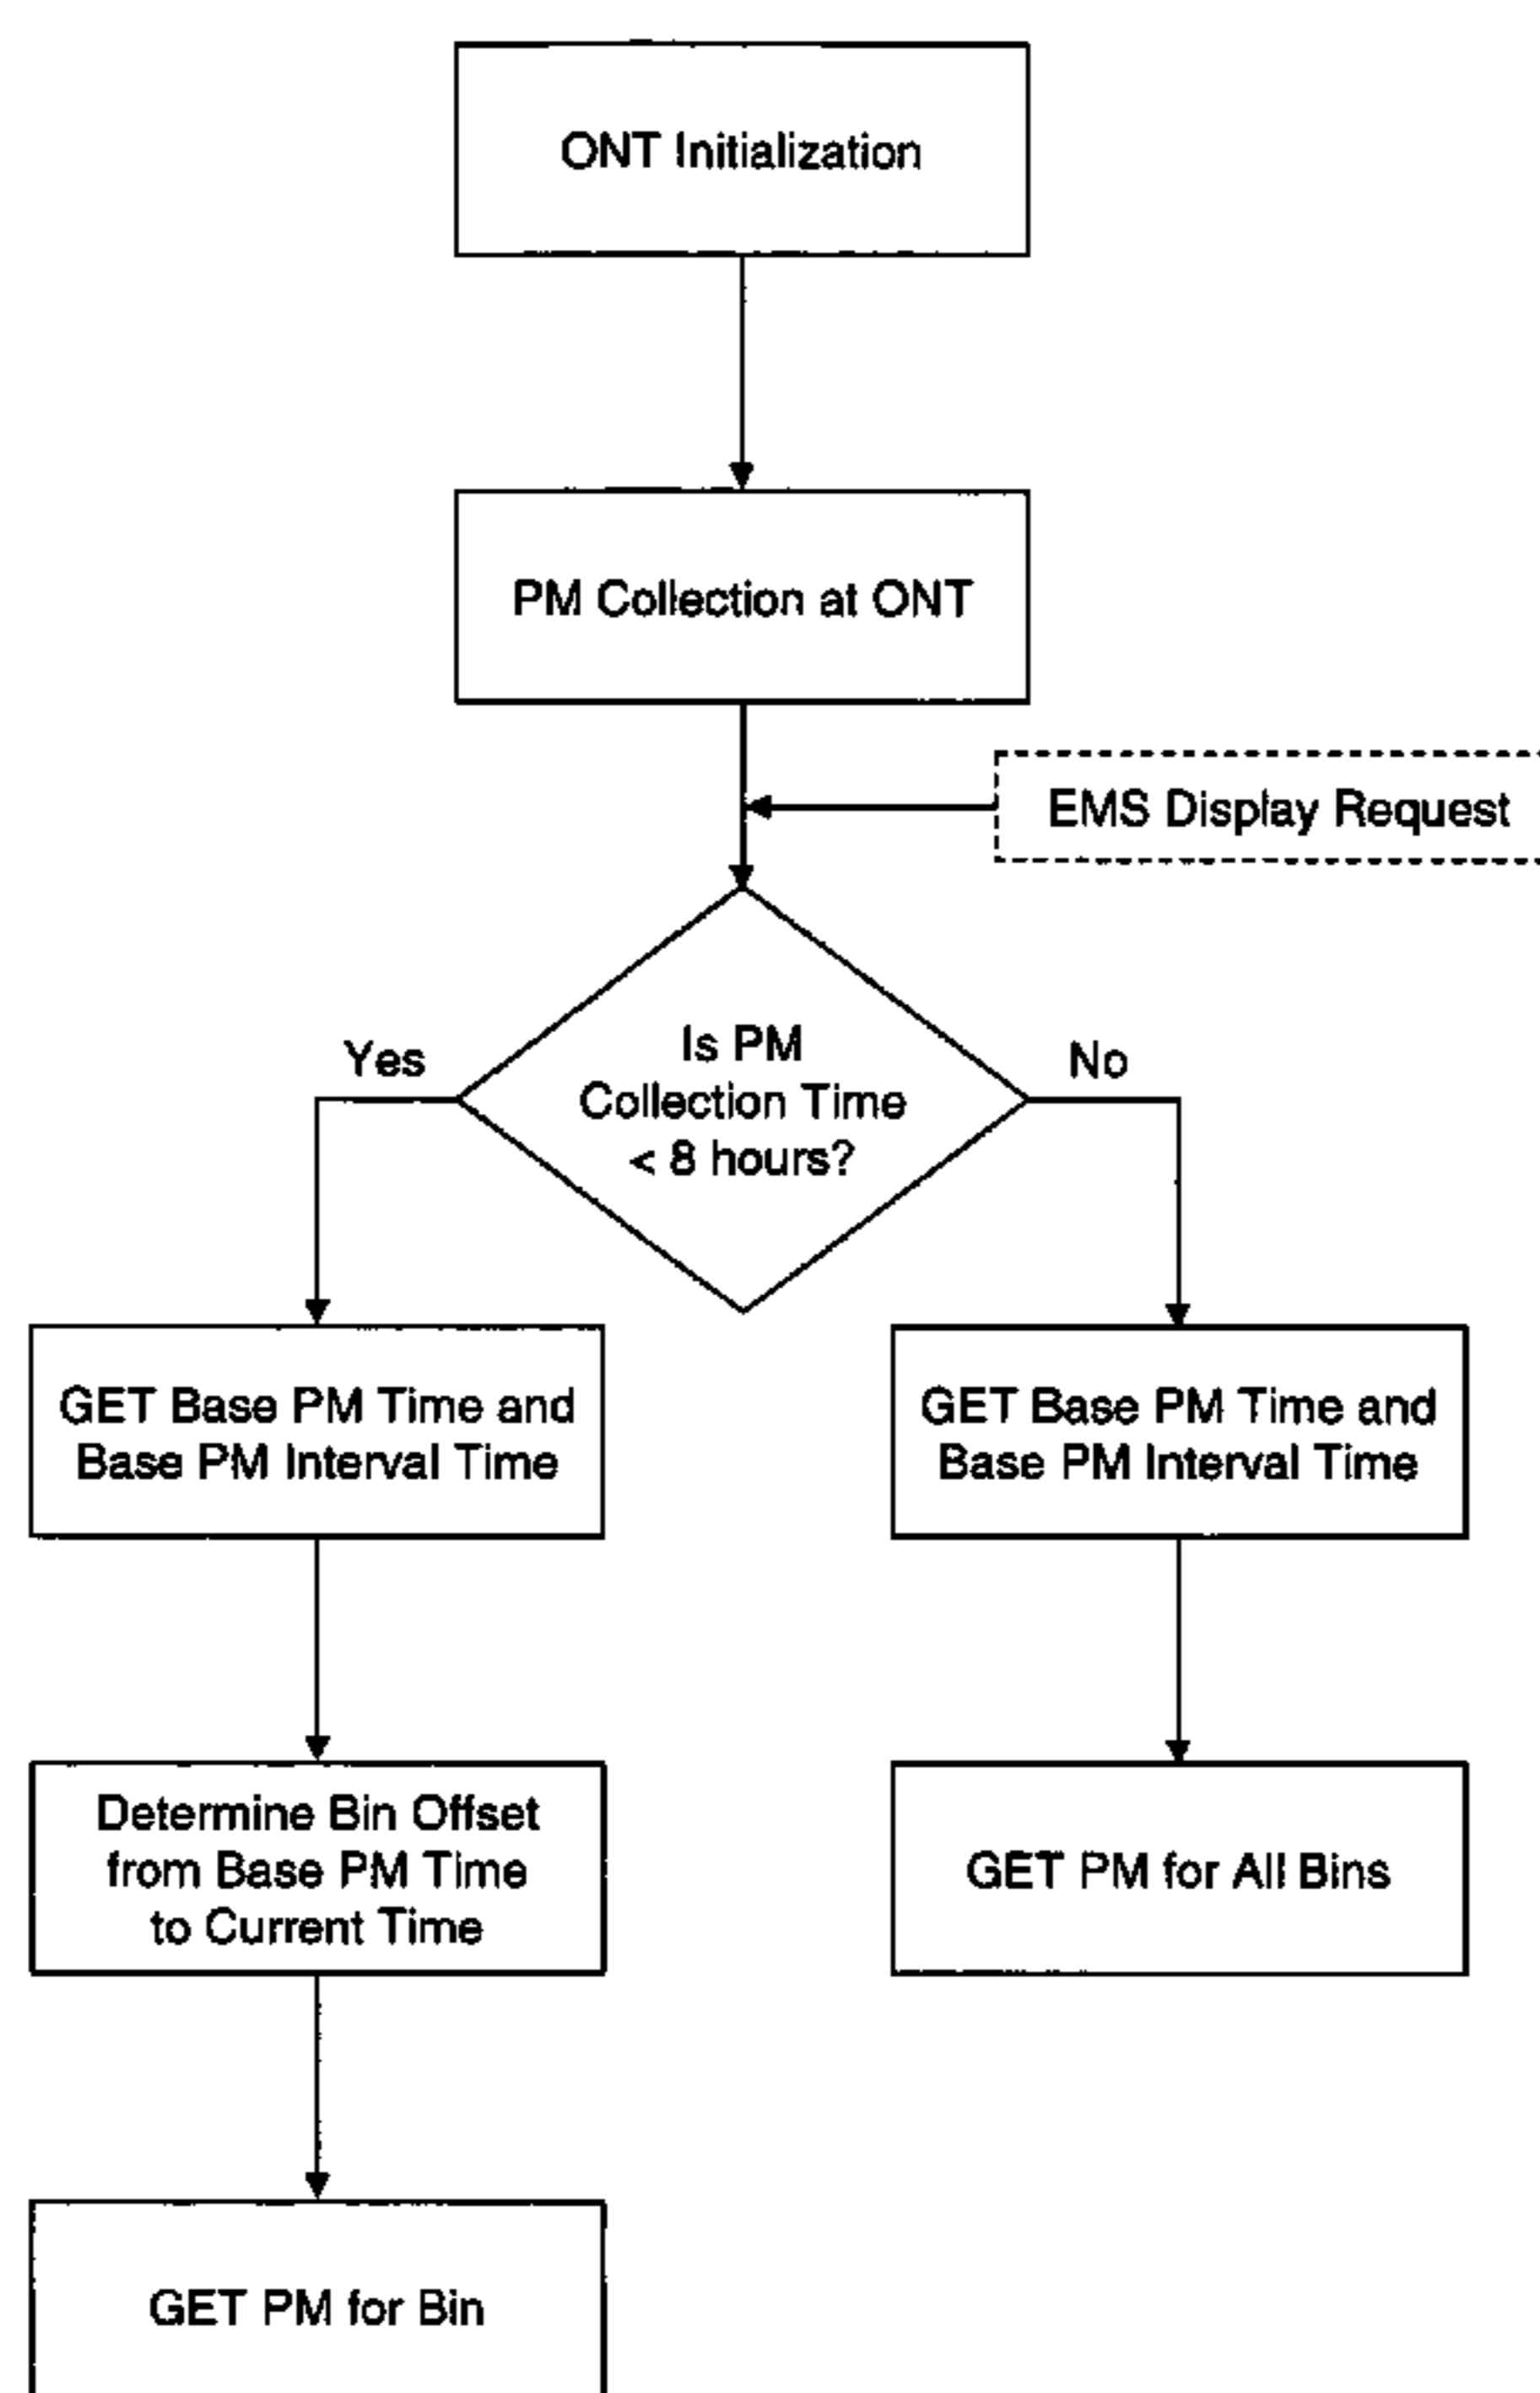 ONT Initialization
PM Collection at ONT
EMS Display Request
Is PM
Collection Time
< 8 hours?
Yes
No
GET Base PM Time and
Base PM Interval Time
GET Base PM Time and
Base PM Interval Time
Determine Bin Offset
from Base PM Time
to Current Time
GET PM for All Bins
GET PM for Bin